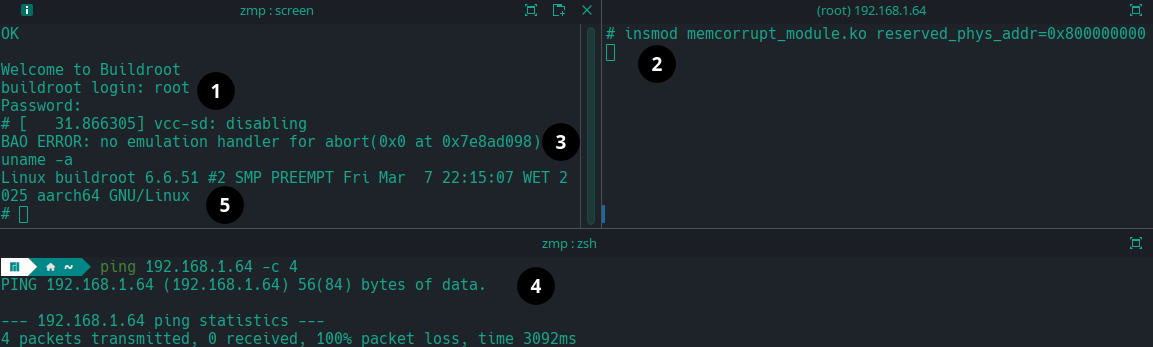 zmp : screen
OK
Welcome to Buildroot
buildroot login: root
1
Password:
# [   31.866305] vcc-sd: disabling
BAO ERROR: no emulation handler for abort(0x0 at 0x7e8ad098)
3
uname -a
Linux buildroot 6.6.51 #2 SMP PREEMPT Fri Mar  7 22:15:07 WET 2
025 aarch64 GNU/Linux
5
#
(root) 192.168.1.64
# insmod memcorrupt_module.ko reserved_phys_addr=0x800000000
2
zmp : zsh
~ ping 192.168.1.64 -c 4
PING 192.168.1.64 (192.168.1.64) 56(84) bytes of data.
4
--- 192.168.1.64 ping statistics ---
4 packets transmitted, 0 received, 100% packet loss, time 3092ms